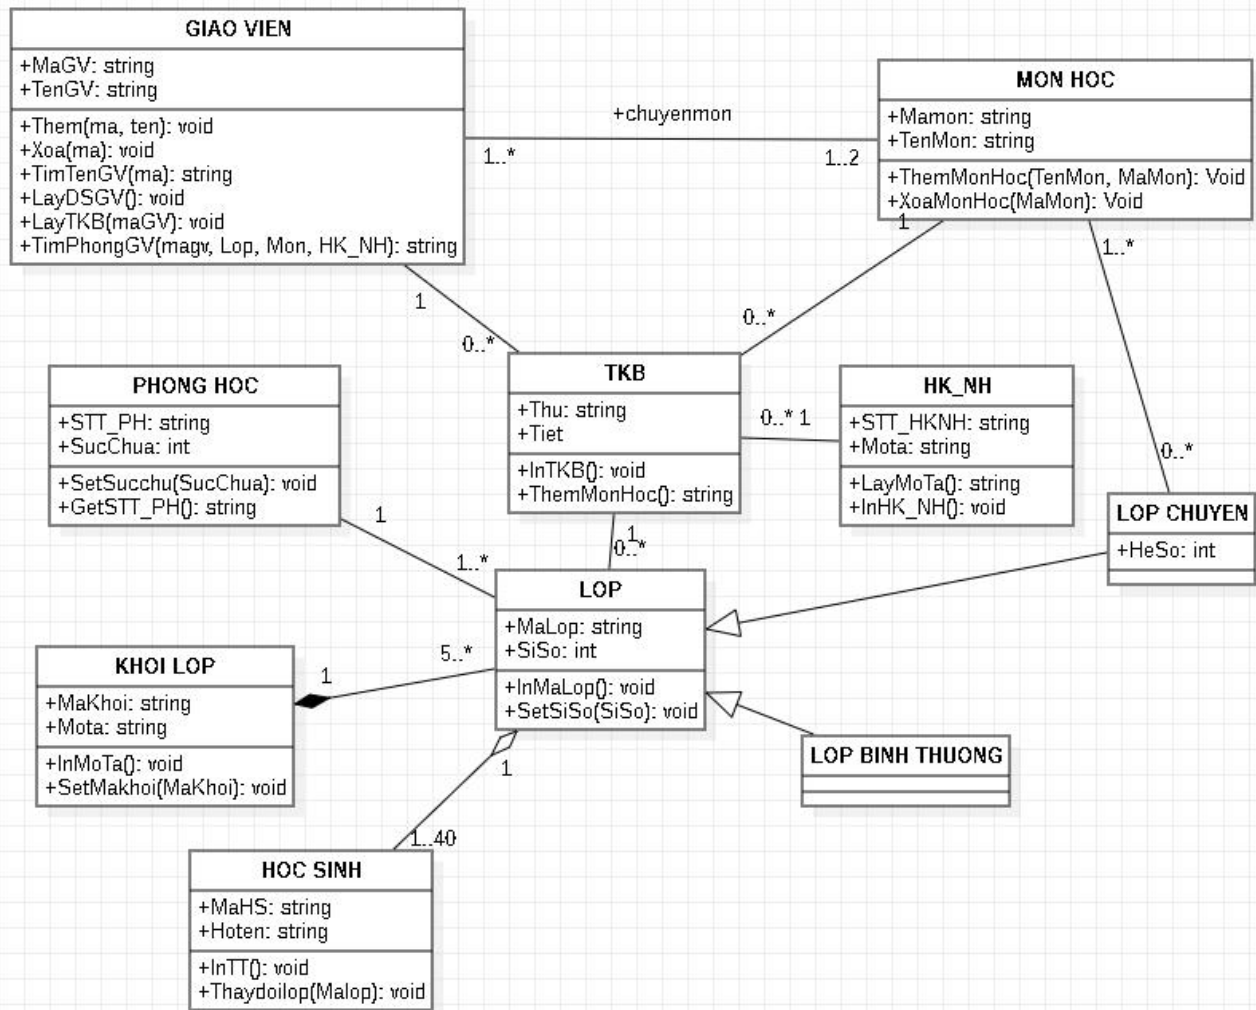 GIAO VIEN
+MaGV: string
+TenGV: string
+Them(ma, ten): void
+Xoa(ma): void
+TimTenGV(ma): string
+LayDSGV(): void
+LayTKB(maGV): void
+TimPhongGV(magv, Lop, Mon, HK_NH): string
+chuyenmon
1..*
1..2
MON HOC
+Mamon: string
+TenMon: string
+ThemMonHoc(TenMon, MaMon): Void
+XoaMonHoc(MaMon): Void
1
1..*
1
0..*
0..*
PHONG HOC
+STT_PH: string
+SucChua: int
+SetSucchu(SucChua): void
+GetSTT_PH(): string
TKB
+Thu: string
+Tiet
+InTKB(): void
+ThemMonHoc(): string
0..* 1
HK_NH
+STT_HKNH: string
+Mota: string
+LayMoTa(): string
+InHK_NH(): void
0..*
LOP CHUYEN
+HeSo: int
1
1..*
1
0..*
LOP
+MaLop: string
+SiSo: int
+InMaLop(): void
+SetSiSo(SiSo): void
KHOI LOP
+MaKhoi: string
+Mota: string
+InMoTa(): void
+SetMakhoi(MaKhoi): void
1
5..*
LOP BINH THUONG
1
1..40
HOC SINH
+MaHS: string
+Hoten: string
+InTT(): void
+Thaydoilop(Malop): void